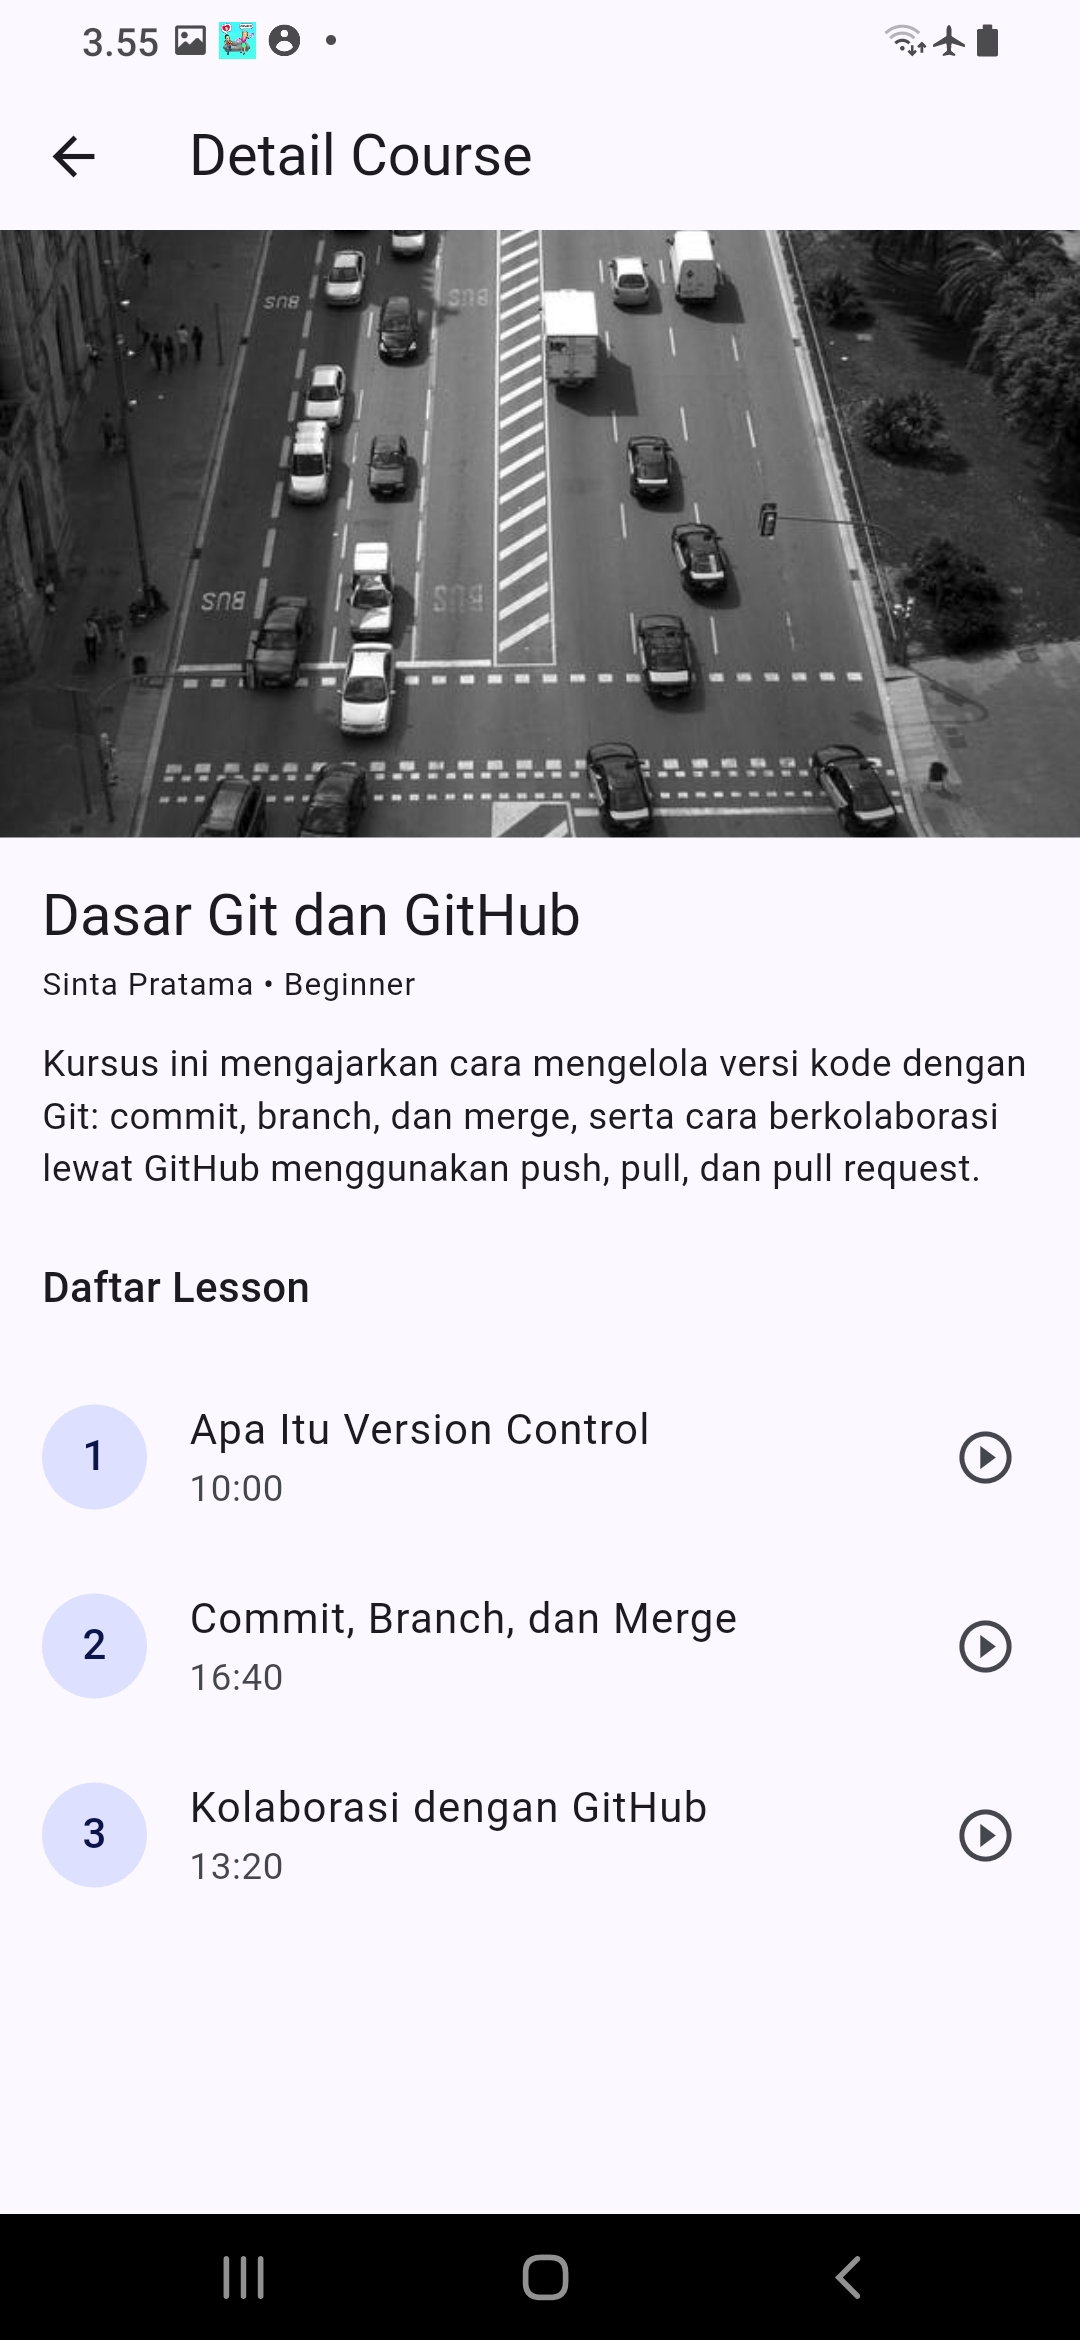 3.55
Detail Course
BUS
BUS
BUS
BUS
Dasar Git dan GitHub
Sinta Pratama • Beginner
Kursus ini mengajarkan cara mengelola versi kode dengan
Git: commit, branch, dan merge, serta cara berkolaborasi
lewat GitHub menggunakan push, pull, dan pull request.
Daftar Lesson
1
Apa Itu Version Control
10:00
2
Commit, Branch, dan Merge
16:40
3
Kolaborasi dengan GitHub
13:20